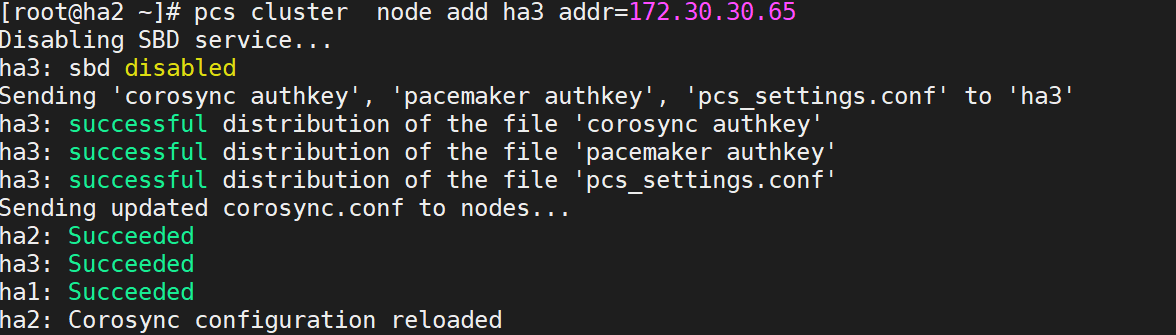 [root@ha2 ~]# pcs cluster  node add ha3 addr=172.30.30.65
Disabling SBD service...
ha3: sbd disabled
Sending 'corosync authkey', 'pacemaker authkey', 'pcs_settings.conf' to 'ha3'
ha3: successful distribution of the file 'corosync authkey'
ha3: successful distribution of the file 'pacemaker authkey'
ha3: successful distribution of the file 'pcs_settings.conf'
Sending updated corosync.conf to nodes...
ha2: Succeeded
ha3: Succeeded
ha1: Succeeded
ha2: Corosync configuration reloaded